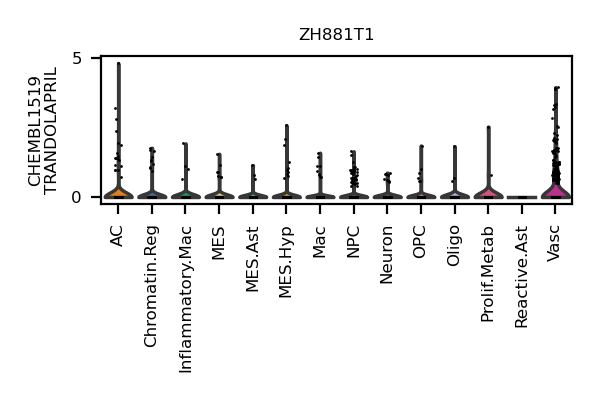 ZH881T1
CHEMBL1519
TRANDOLAPRIL
5
0
AC
Chromatin.Reg
Inflammatory.Mac
MES
MES.Ast
MES.Hyp
Mac
NPC
Neuron
OPC
Oligo
Prolif.Metab
Reactive.Ast
Vasc